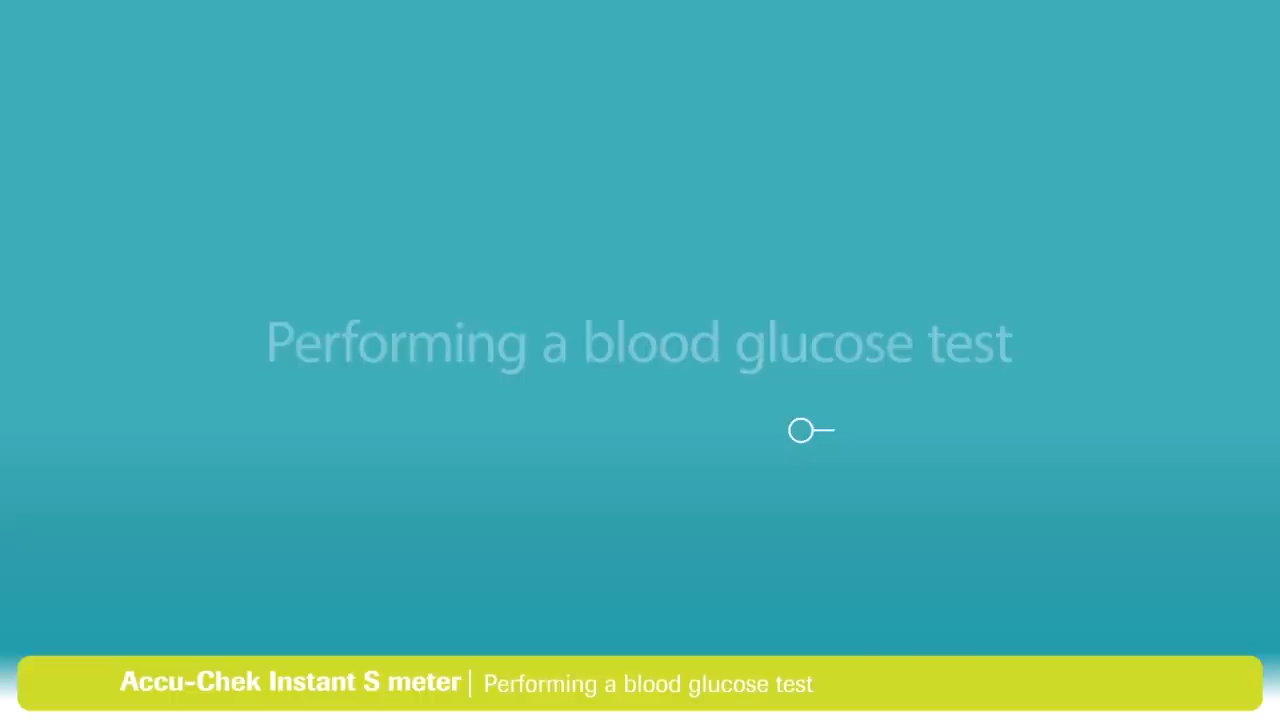 Performing a blood glucose test
Accu-Chek Instant S meter | Performing a blood glucose test